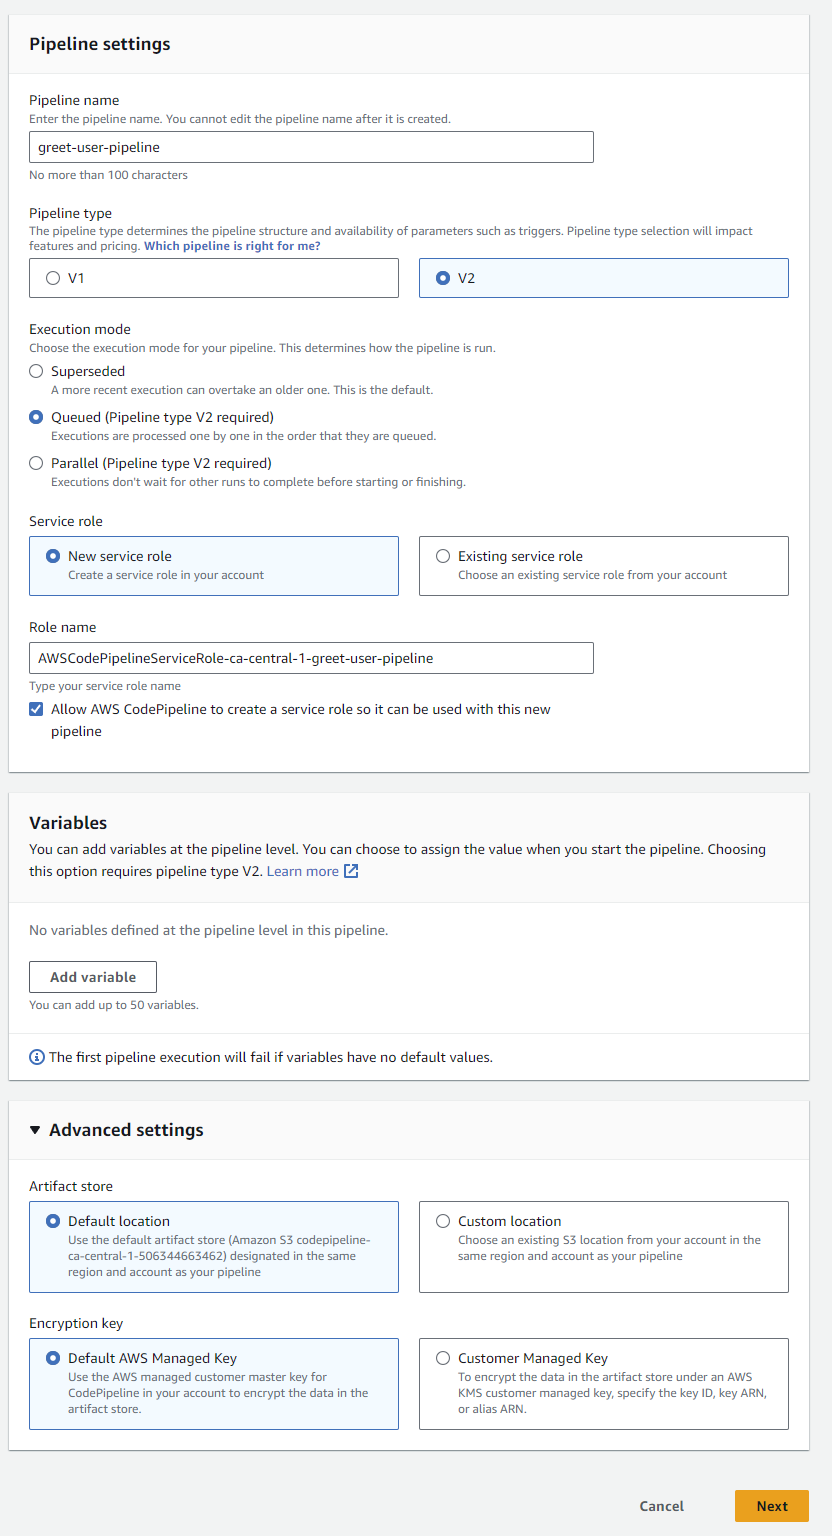 Pipeline settings
Pipeline name
Enter the pipeline name. You cannot edit the pipeline name after it is created.
greet-user-pipeline
No more than 100 characters
Pipeline type
The pipeline type determines the pipeline structure and availability of parameters such as triggers. Pipeline type selection will impact
features and pricing. Which pipeline is right for me?
V1
V2
Execution mode
Choose the execution mode for your pipeline. This determines how the pipeline is run.
Superseded
A more recent execution can overtake an older one. This is the default.
Queued (Pipeline type V2 required)
Executions are processed one by one in the order that they are queued.
Parallel (Pipeline type V2 required)
Executions don't wait for other runs to complete before starting or finishing.
Service role
New service role
Create a service role in your account
Existing service role
Choose an existing service role from your account
Role name
AWSCodePipelineServiceRole-ca-central-1-greet-user-pipeline
Type your service role name
Allow AWS CodePipeline to create a service role so it can be used with this new
pipeline
Variables
You can add variables at the pipeline level. You can choose to assign the value when you start the pipeline. Choosing
this option requires pipeline type V2. Learn more
No variables defined at the pipeline level in this pipeline.
Add variable
You can add up to 50 variables.
The first pipeline execution will fail if variables have no default values.
Advanced settings
Artifact store
Default location
Use the default artifact store (Amazon S3 codepipeline-
ca-central-1-506344663462) designated in the same
region and account as your pipeline
Custom location
Choose an existing S3 location from your account in the
same region and account as your pipeline
Encryption key
Default AWS Managed Key
Use the AWS managed customer master key for
CodePipeline in your account to encrypt the data in the
artifact store.
Customer Managed Key
To encrypt the data in the artifact store under an AWS
KMS customer managed key, specify the key ID, key ARN,
or alias ARN.
Cancel
Next